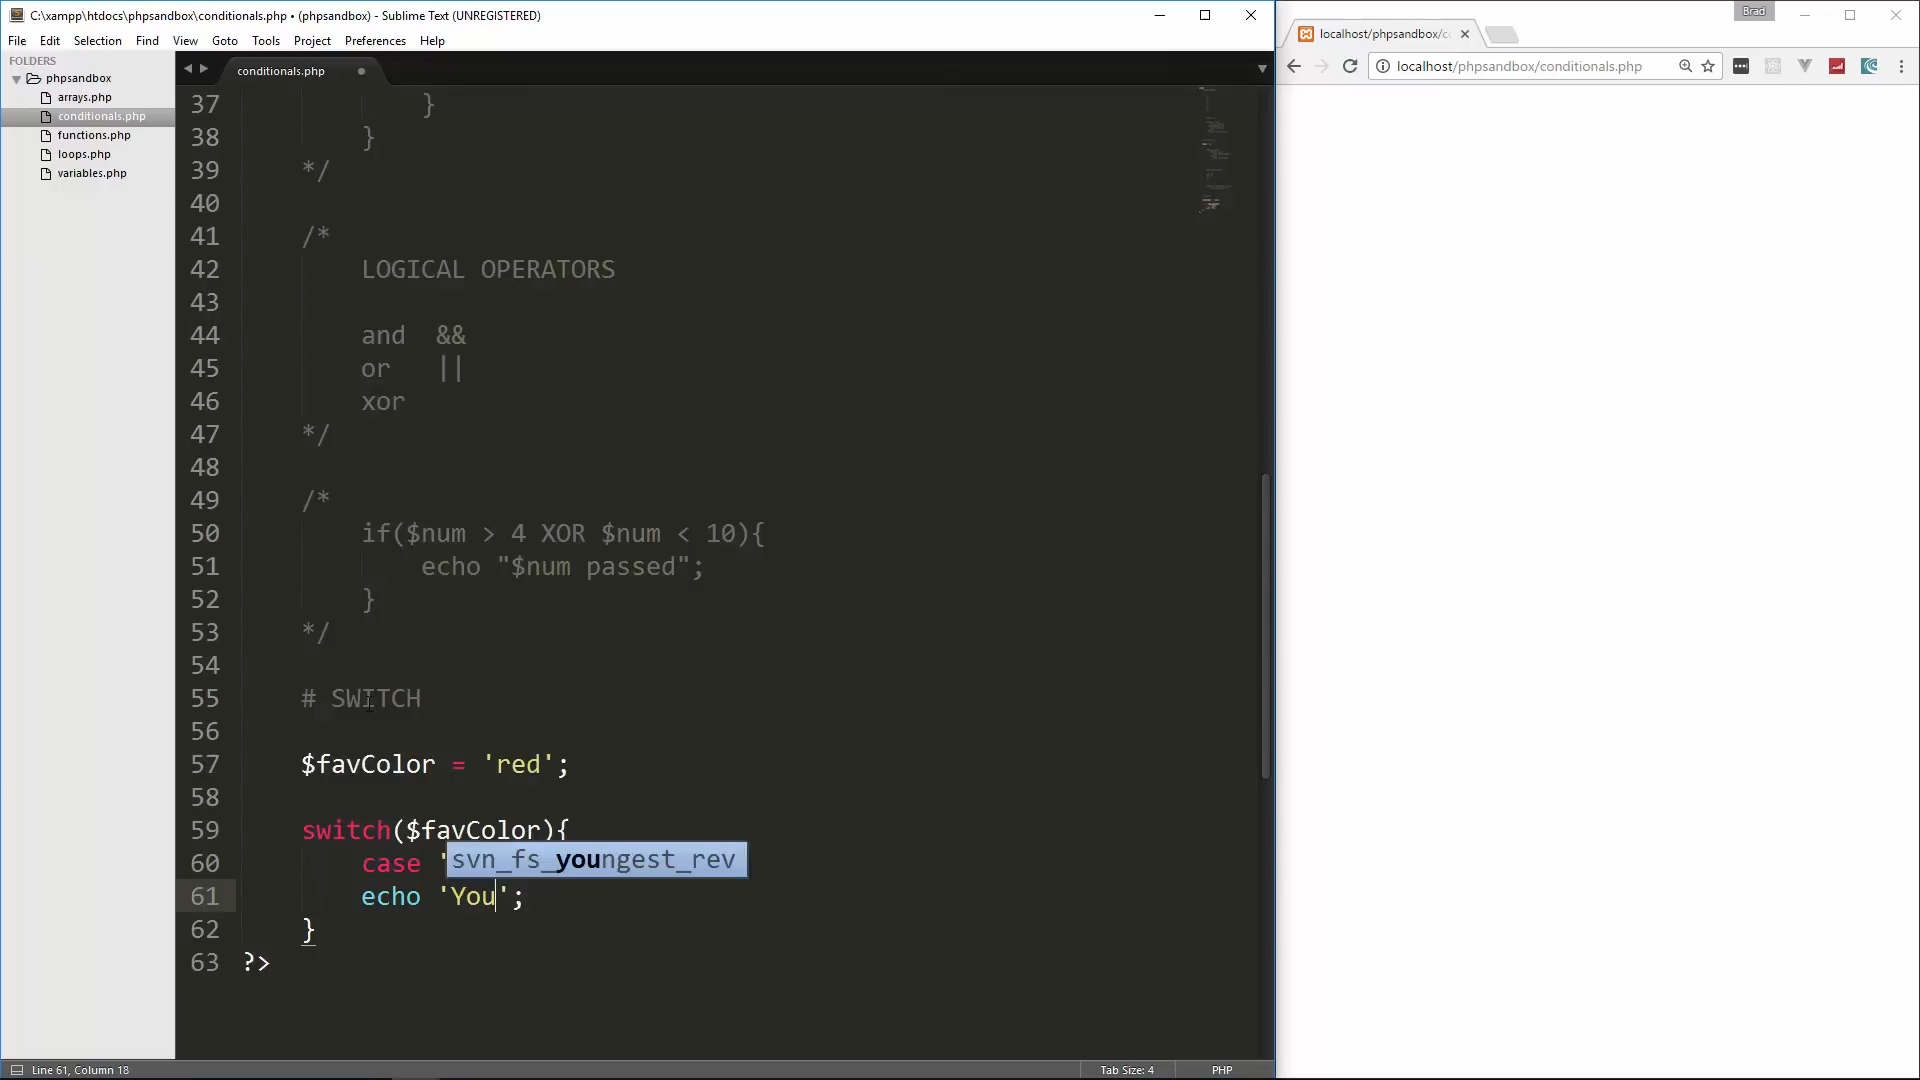 C:\xampp\htdocs\phpsandbox\conditionals.php • (phpsandbox) - Sublime Text (UNREGISTERED)
File Edit Selection Find View Goto Tools Project Preferences Help
FOLDERS
phpsandbox
arrays.php
conditionals.php
functions.php
loops.php
variables.php
conditionals.php
37 }
38 }
39 */
40
41 /*
42 LOGICAL OPERATORS
43
44 and &&
45 or ||
46 xor
47 */
48
49 /*
50 if($num > 4 XOR $num < 10){
51 echo "$num passed";
52 }
53 */
54
55 # SWITCH
56
57 $favColor = 'red';
58
59 switch($favColor){
60 case '
svn_fs_youngest_rev
61 echo 'You';
62 }
63 ?>
Line 61, Column 18
Tab Size: 4
PHP
Brad
localhost/phpsandbox/c
localhost/phpsandbox/conditionals.php